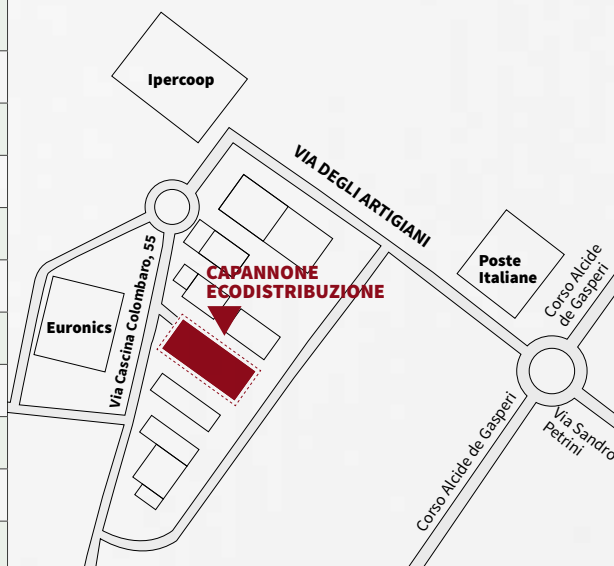 Ipercoop
VIA DEGLI ARTIGIANI
Poste
Italiane
Corso Alcide
de Gasperi
CAPANNONE
ECODISTRIBUZIONE
Via Cascina Colombaro, 55
Euronics
Corso Alcide de Gasperi
Via Sandro
Petrini